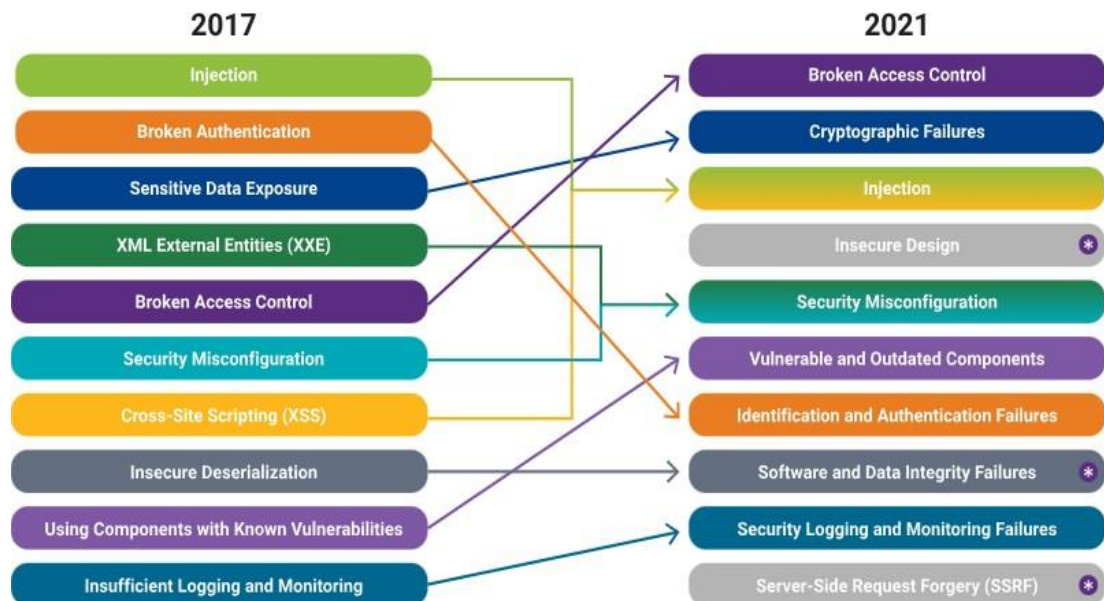 2017
Injection
Broken Authentication
Sensitive Data Exposure
XML External Entities (XXE)
Broken Access Control
Security Misconfiguration
Cross-Site Scripting (XSS)
Insecure Deserialization
Using Components with Known Vulnerabilities
Insufficient Logging and Monitoring
2021
Broken Access Control
Cryptographic Failures
Injection
Insecure Design *
Security Misconfiguration
Vulnerable and Outdated Components
Identification and Authentication Failures
Software and Data Integrity Failures *
Security Logging and Monitoring Failures
Server-Side Request Forgery (SSRF) *